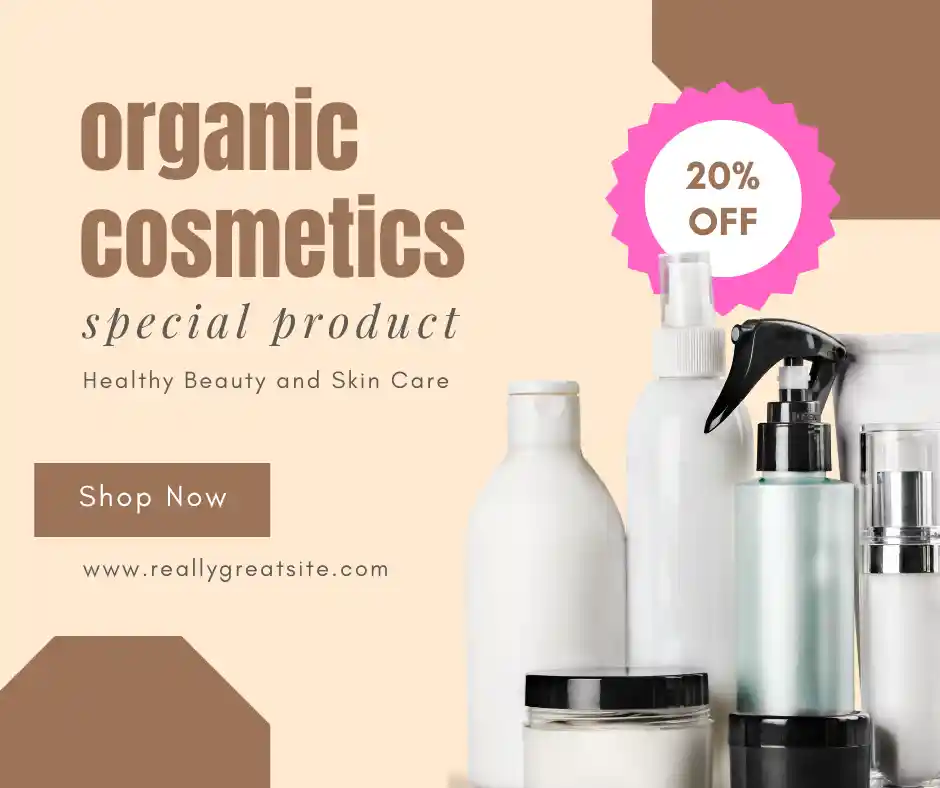 organic
cosmetics
special product
Healthy Beauty and Skin Care
20%
OFF
Shop Now
www.reallygreatsite.com